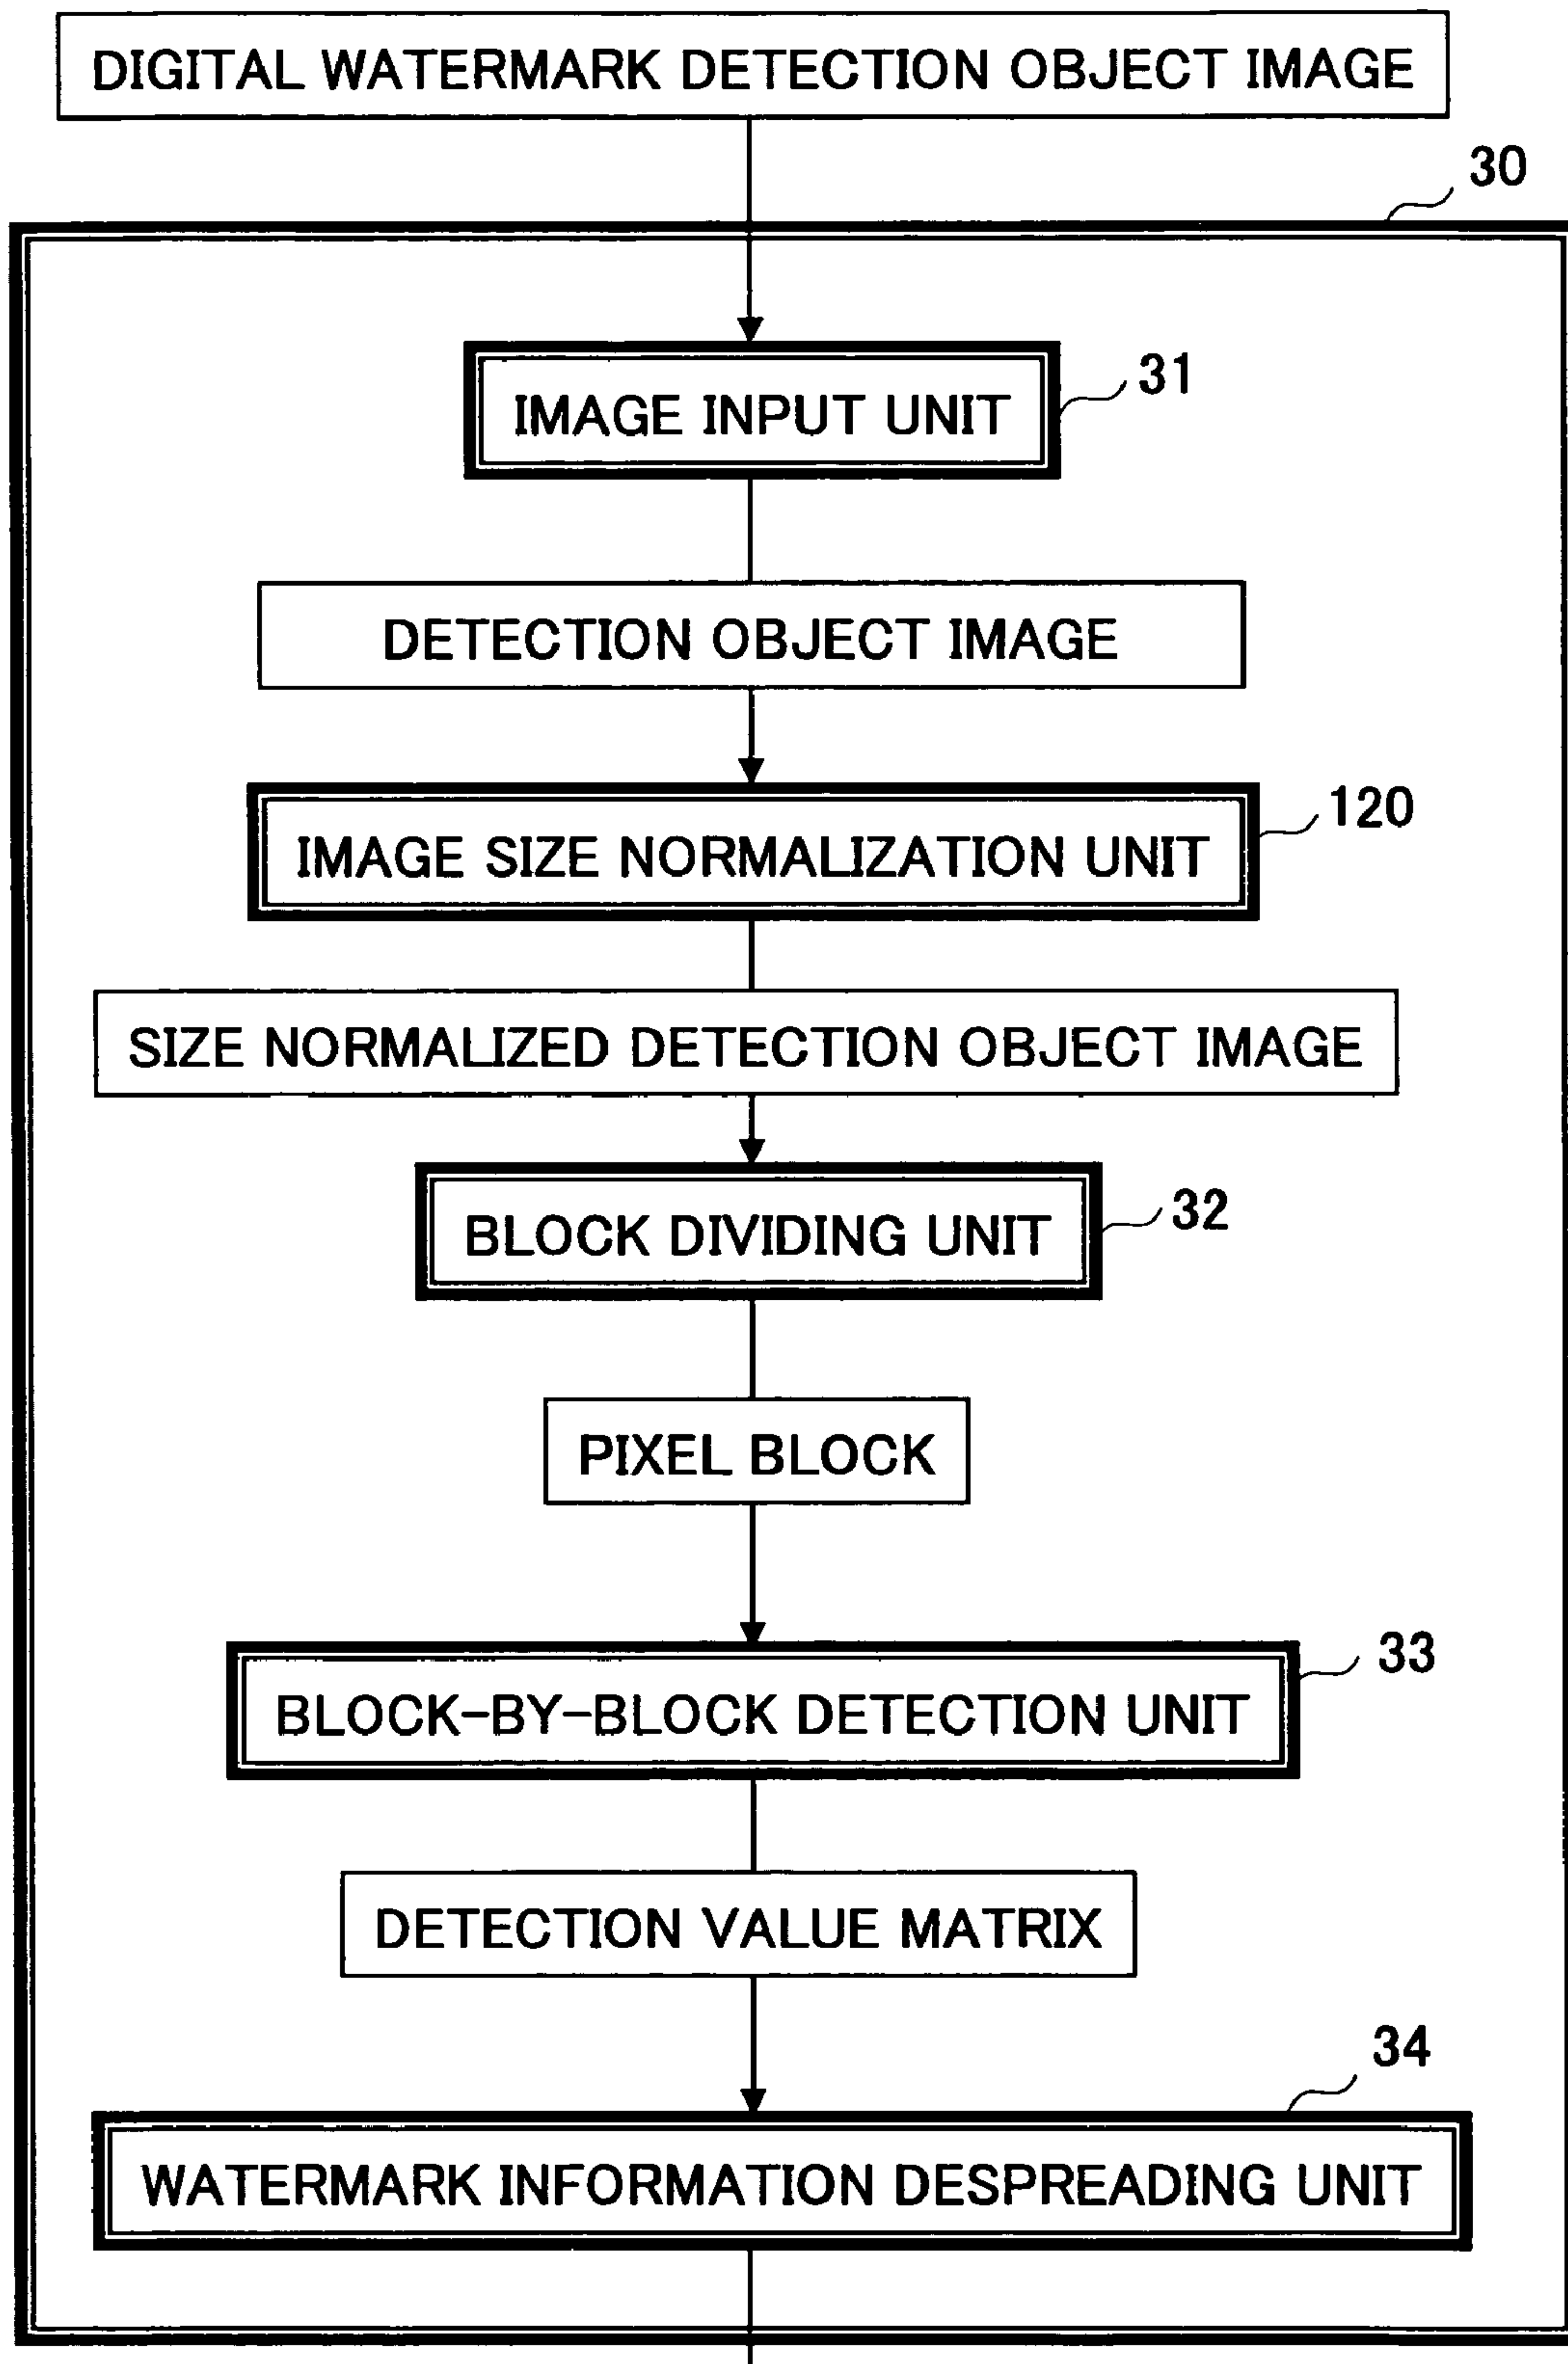 DIGITAL WATERMARK DETECTION OBJECT IMAGE
30
IMAGE INPUT UNIT
31
DETECTION OBJECT IMAGE
IMAGE SIZE NORMALIZATION UNIT
120
SIZE NORMALIZED DETECTION OBJECT IMAGE
BLOCK DIVIDING UNIT
32
PIXEL BLOCK
BLOCK-BY-BLOCK DETECTION UNIT
33
DETECTION VALUE MATRIX
34
WATERMARK INFORMATION DESPREADING UNIT